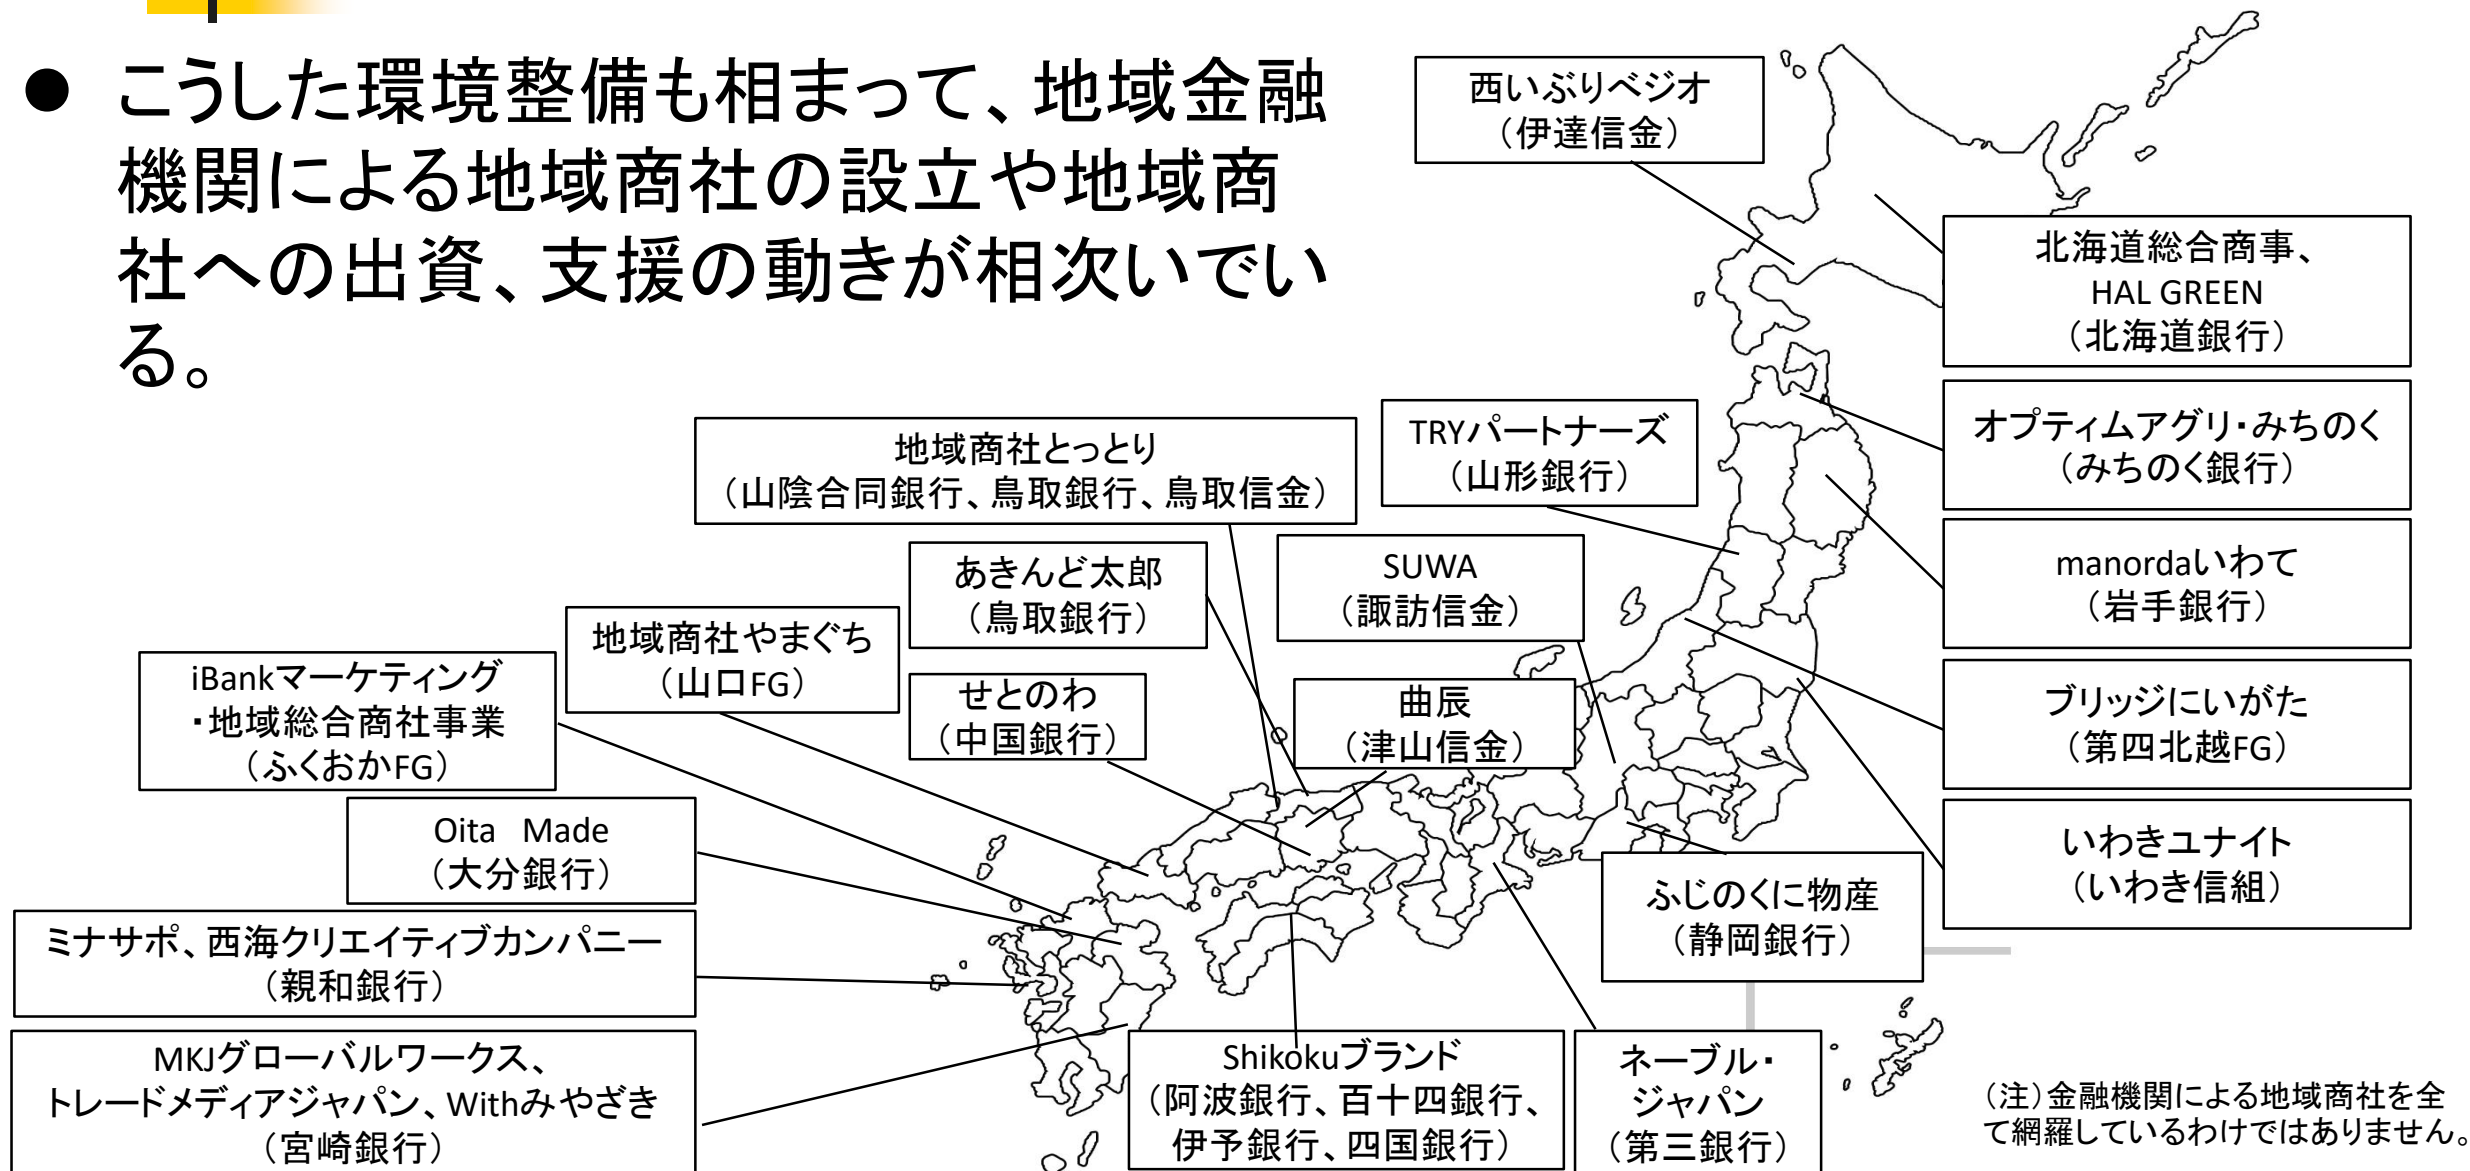 ● こうした環境整備も相まって、地域金融
機関による地域商社の設立や地域商
社への出資、支援の動きが相次いでい
る。
西いぶりベジオ
（伊達信金）
北海道総合商事、
HAL GREEN
（北海道銀行）
オプティムアグリ・みちのく
（みちのく銀行）
manordaいわて
（岩手銀行）
ブリッジにいがた
（第四北越FG）
いわきユナイト
（いわき信組）
TRYパートナーズ
（山形銀行）
地域商社とっとり
（山陰合同銀行、鳥取銀行、鳥取信金）
SUWA
（諏訪信金）
あきんど太郎
（鳥取銀行）
地域商社やまぐち
（山口FG）
せとのわ
（中国銀行）
曲辰
（津山信金）
iBankマーケティング
・地域総合商社事業
（ふくおかFG）
Oita Made
（大分銀行）
ミナサポ、西海クリエイティブカンパニー
（親和銀行）
MKJグローバルワークス、
トレードメディアジャパン、Withみやざき
（宮崎銀行）
Shikokuブランド
（阿波銀行、百十四銀行、
伊予銀行、四国銀行）
ネーブル・
ジャパン
（第三銀行）
ふじのくに物産
（静岡銀行）
（注）金融機関による地域商社を全
て網羅しているわけではありません。